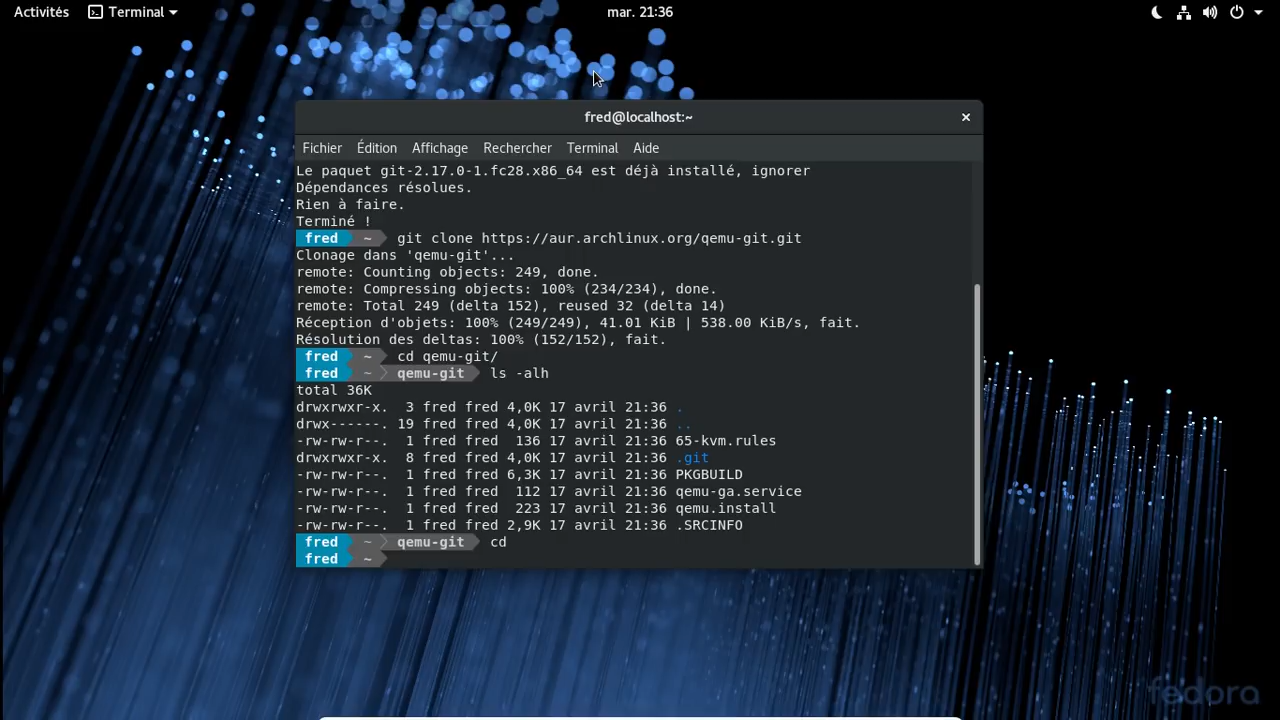 Activités Terminal mar. 21:36
fred@localhost:~
Fichier Édition Affichage Rechercher Terminal Aide
Le paquet git-2.17.0-1.fc28.x86_64 est déjà installé, ignorer
Dépendances résolues.
Rien à faire.
Terminé !
fred ~ git clone https://aur.archlinux.org/qemu-git.git
Clonage dans 'qemu-git'...
remote: Counting objects: 249, done.
remote: Compressing objects: 100% (234/234), done.
remote: Total 249 (delta 152), reused 32 (delta 14)
Réception d'objets: 100% (249/249), 41.01 KiB | 538.00 KiB/s, fait.
Résolution des deltas: 100% (152/152), fait.
fred ~ cd qemu-git/
fred ~ qemu-git ls -alh
total 36K
drwxrwxr-x. 3 fred fred 4,0K 17 avril 21:36 .
drwx------. 19 fred fred 4,0K 17 avril 21:36 ..
-rw-rw-r--. 1 fred fred 136 17 avril 21:36 65-kvm.rules
drwxrwxr-x. 8 fred fred 4,0K 17 avril 21:36 .git
-rw-rw-r--. 1 fred fred 6,3K 17 avril 21:36 PKGBUILD
-rw-rw-r--. 1 fred fred 112 17 avril 21:36 qemu-ga.service
-rw-rw-r--. 1 fred fred 223 17 avril 21:36 qemu.install
-rw-rw-r--. 1 fred fred 2,9K 17 avril 21:36 .SRCINFO
fred ~ qemu-git cd
fred ~
fedora